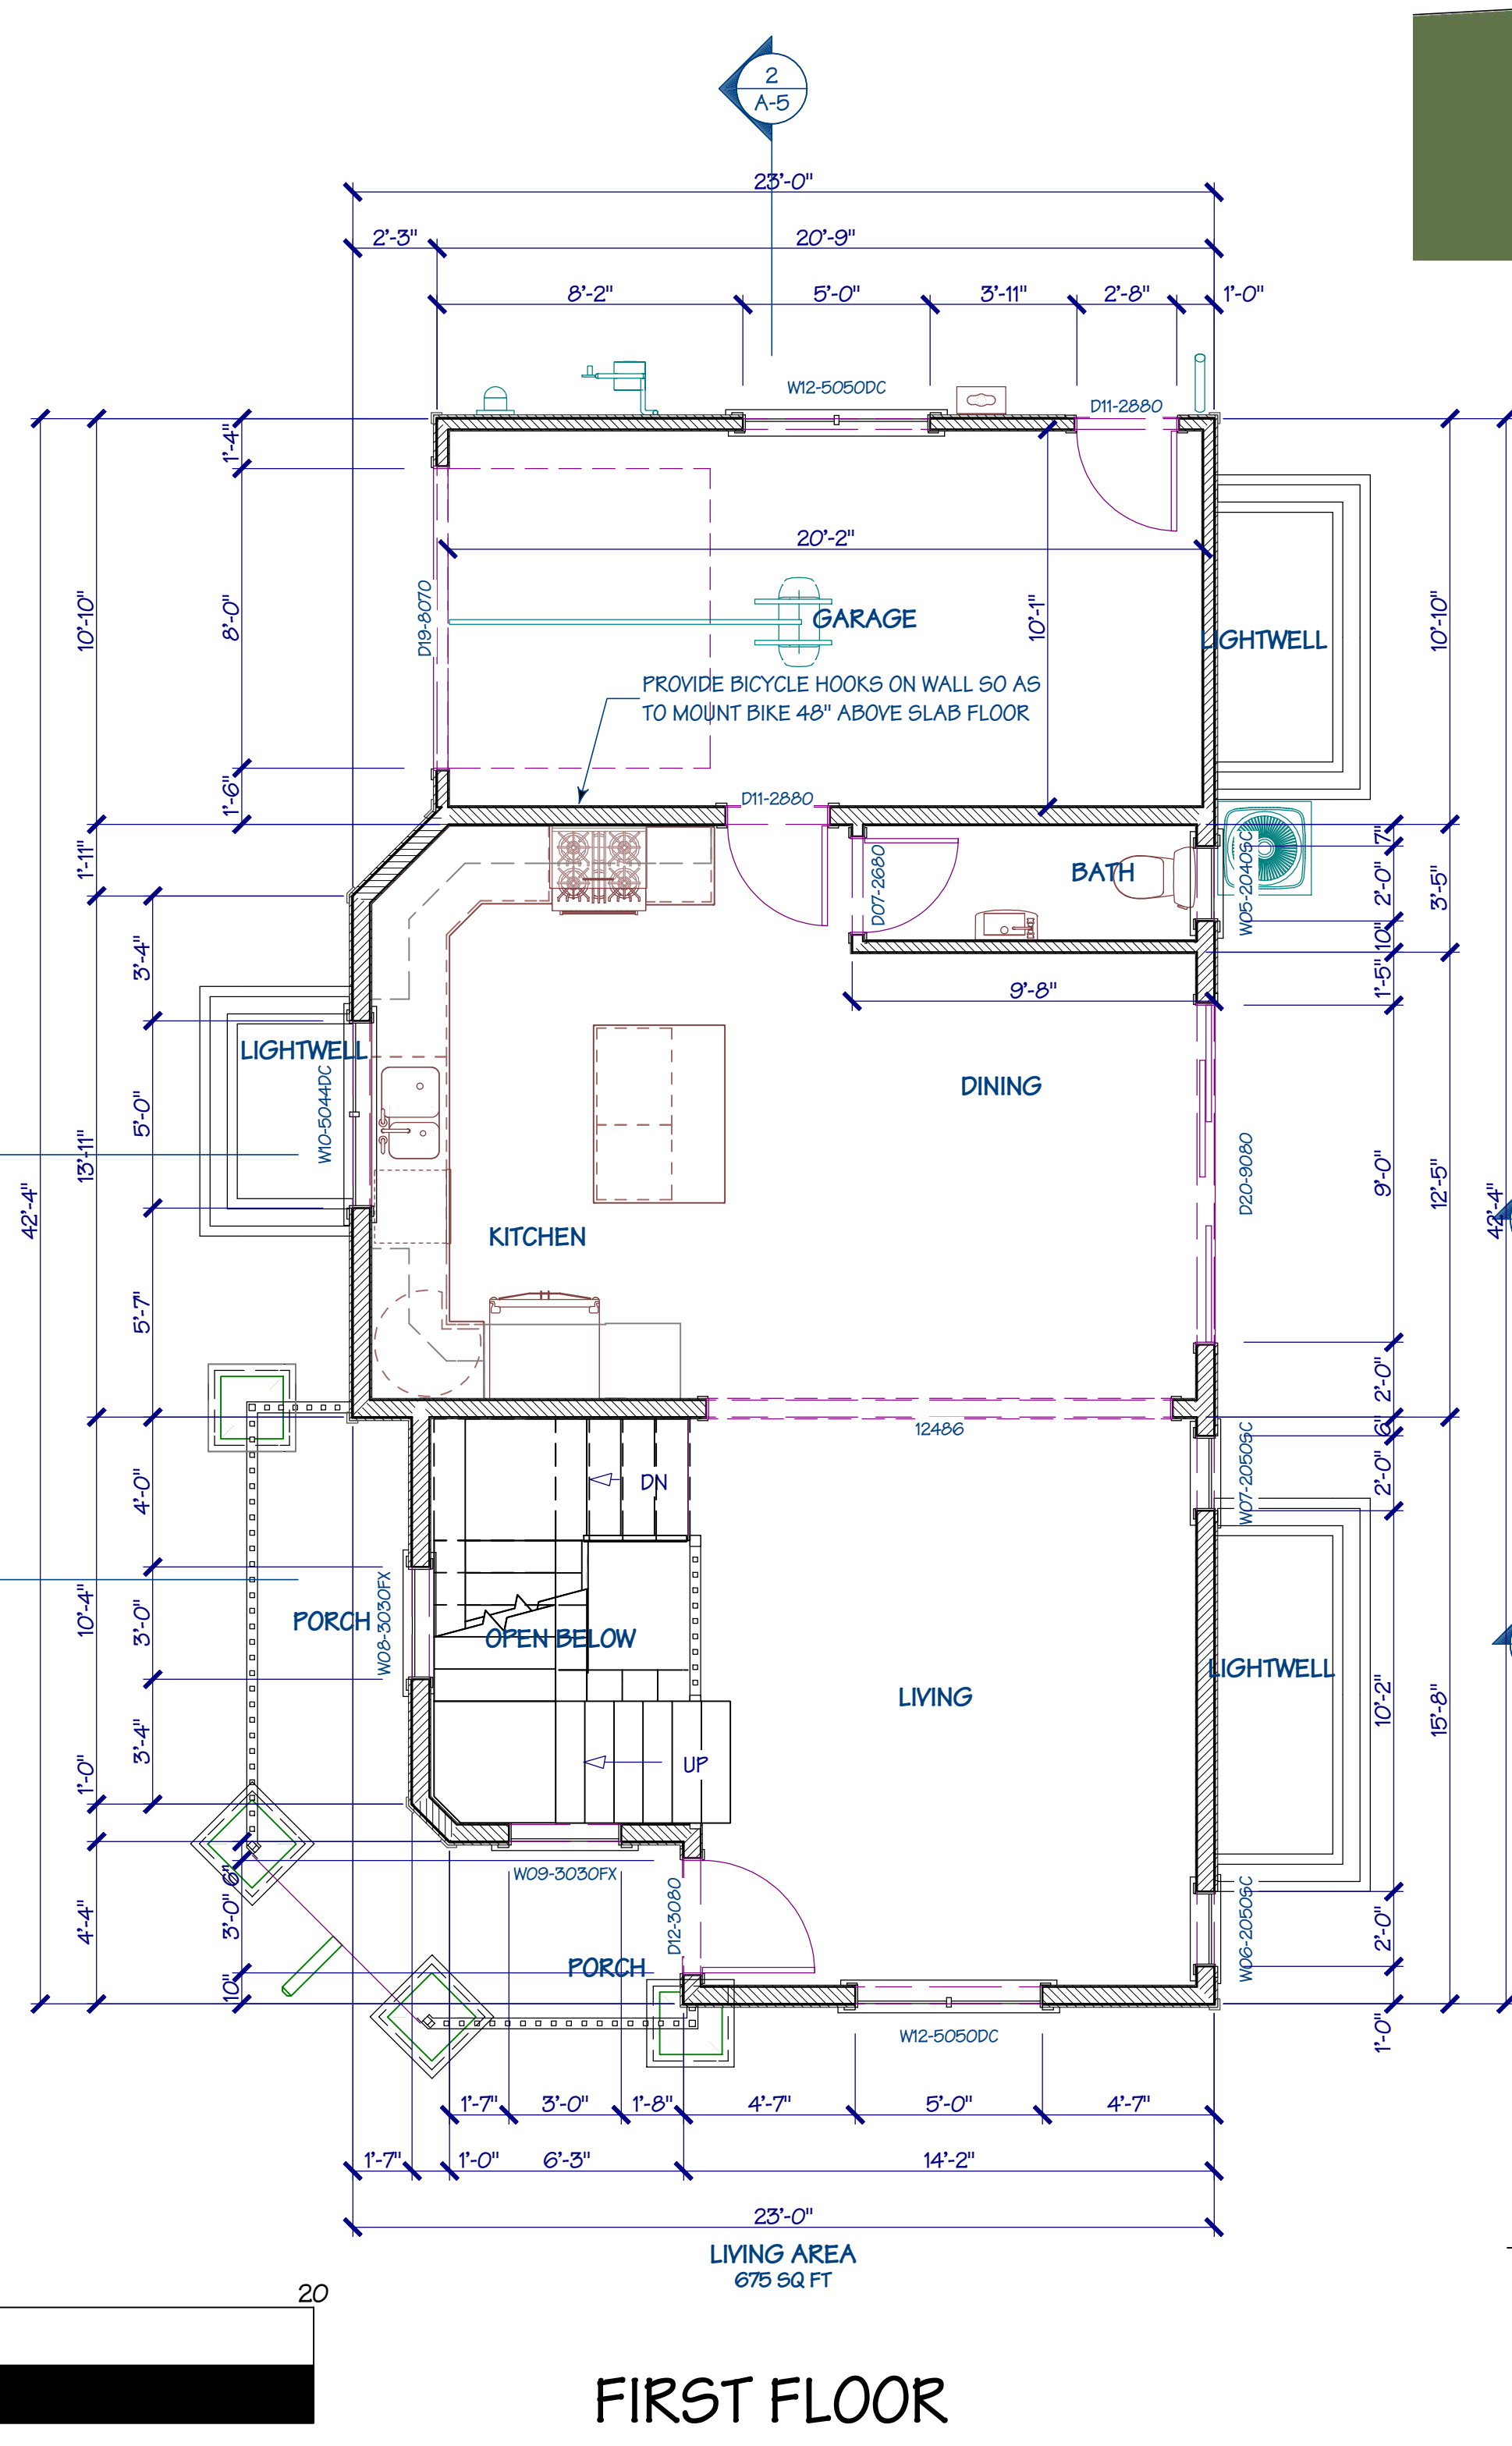 2
A-5
23'-0"
2'-3" 20'-9"
8'-2" 5'-0" 3'-11" 2'-8" 1'-0"
W12-5050DC
D11-2880
1'-4"
20'-2"
D19-8070
8'-0"
10'-10"
GARAGE
10'-1"
LIGHTWELL
10'-10"
PROVIDE BICYCLE HOOKS ON WALL SO AS
TO MOUNT BIKE 48" ABOVE SLAB FLOOR
1'-6"
D11-2880
1'-11"
D07-2680
BATH
W05-2040SC
7"
2'-0"
3'-5"
10"
3'-4"
9'-8"
1'-5"
LIGHTWELL
W10-5044DC
DINING
5'-0"
13'-11"
42'-4"
D20-9080
9'-0"
12'-5"
42'-4"
KITCHEN
5'-7"
2'-0"
12486
6"
4'-0"
DN
W07-2050SC
2'-0"
10'-4"
3'-0"
PORCH
W08-3030FX
OPEN BELOW
LIVING
LIGHTWELL
10'-2"
15'-8"
3'-4"
1'-0"
UP
W09-3030FX
6"
3'-0"
4'-4"
D12-3080
PORCH
W06-2050SC
2'-0"
10"
W12-5050DC
1'-0"
1'-7" 3'-0" 1'-8" 4'-7" 5'-0" 4'-7"
1'-7" 1'-0" 6'-3" 14'-2"
23'-0"
LIVING AREA
675 SQ FT
20
FIRST FLOOR